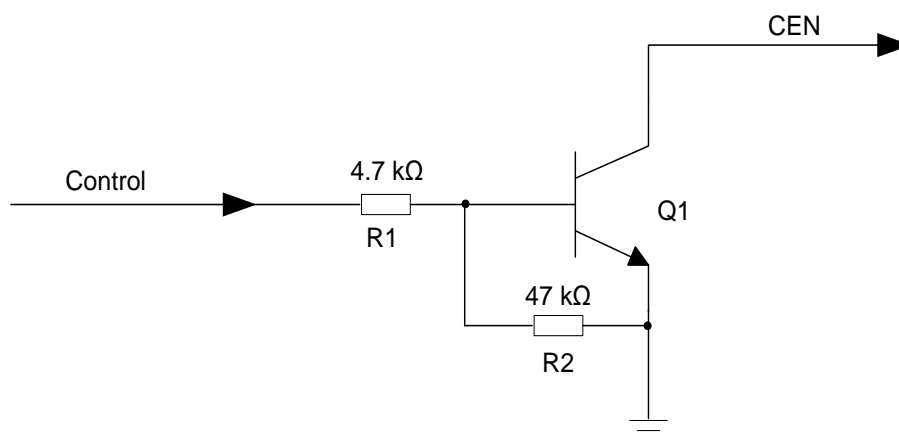 CEN
Control
4.7 kΩ
R1
Q1
47 kΩ
R2